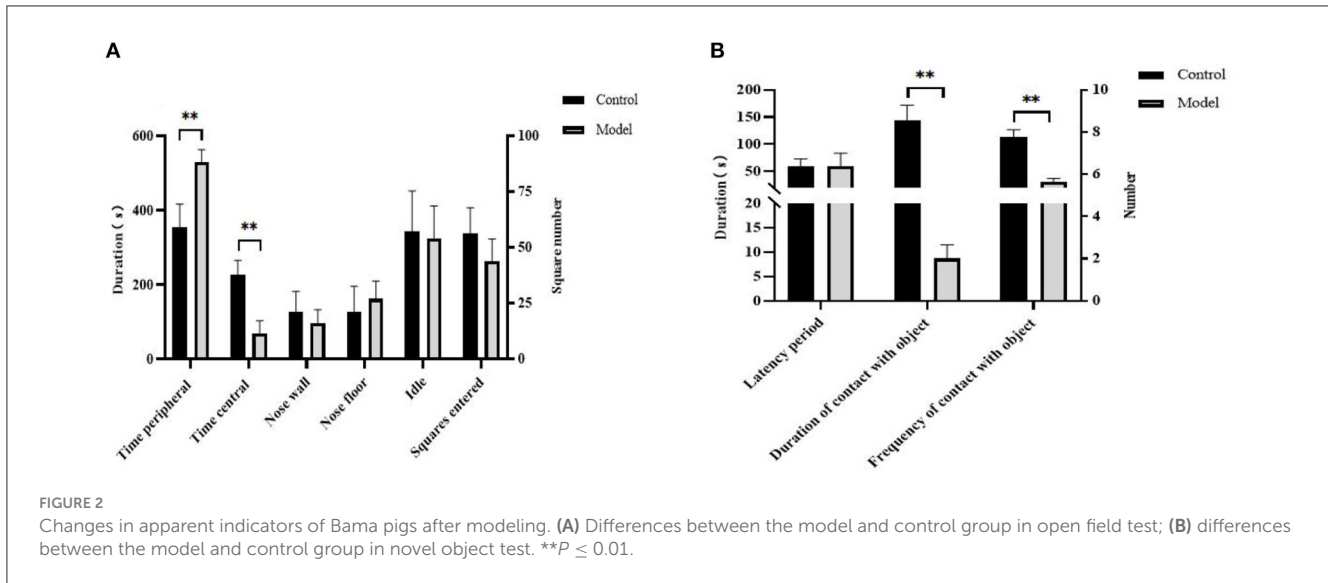 A
Control
Model
**
**
600
400
200
0
Duration ( s )
100
75
50
25
0
Square number
Time peripheral
Time central
Nose wall
Nose floor
Idle
Squares entered
B
Control
Model
**
**
200
150
100
50
20
15
10
5
0
Duration ( s )
10
8
6
4
2
0
Number
Latency period
Duration of contact with object
Frequency of contact with object
FIGURE 2
Changes in apparent indicators of Bama pigs after modeling. (A) Differences between the model and control group in open field test; (B) differences
between the model and control group in novel object test. **P ≤ 0.01.